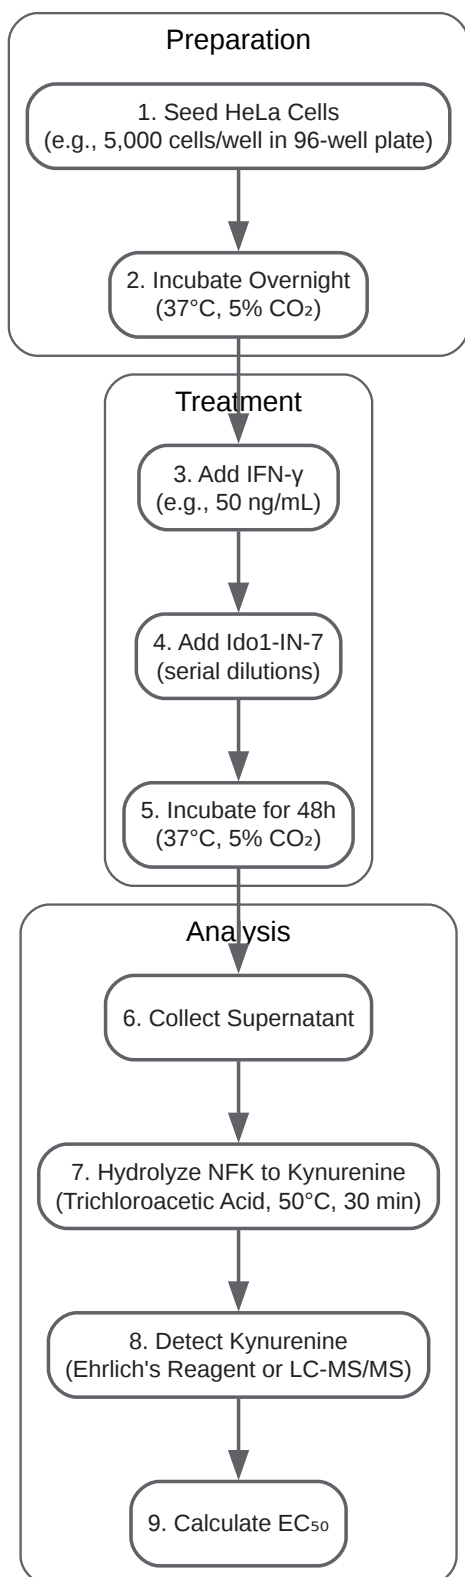 Preparation
1. Seed HeLa Cells
(e.g., 5,000 cells/well in 96-well plate)
2. Incubate Overnight
(37°C, 5% CO₂)
Treatment
3. Add IFN-γ
(e.g., 50 ng/mL)
4. Add Ido1-IN-7
(serial dilutions)
5. Incubate for 48h
(37°C, 5% CO₂)
Analysis
6. Collect Supernatant
7. Hydrolyze NFK to Kynurenine
(Trichloroacetic Acid, 50°C, 30 min)
8. Detect Kynurenine
(Ehrlich's Reagent or LC-MS/MS)
9. Calculate EC₅₀